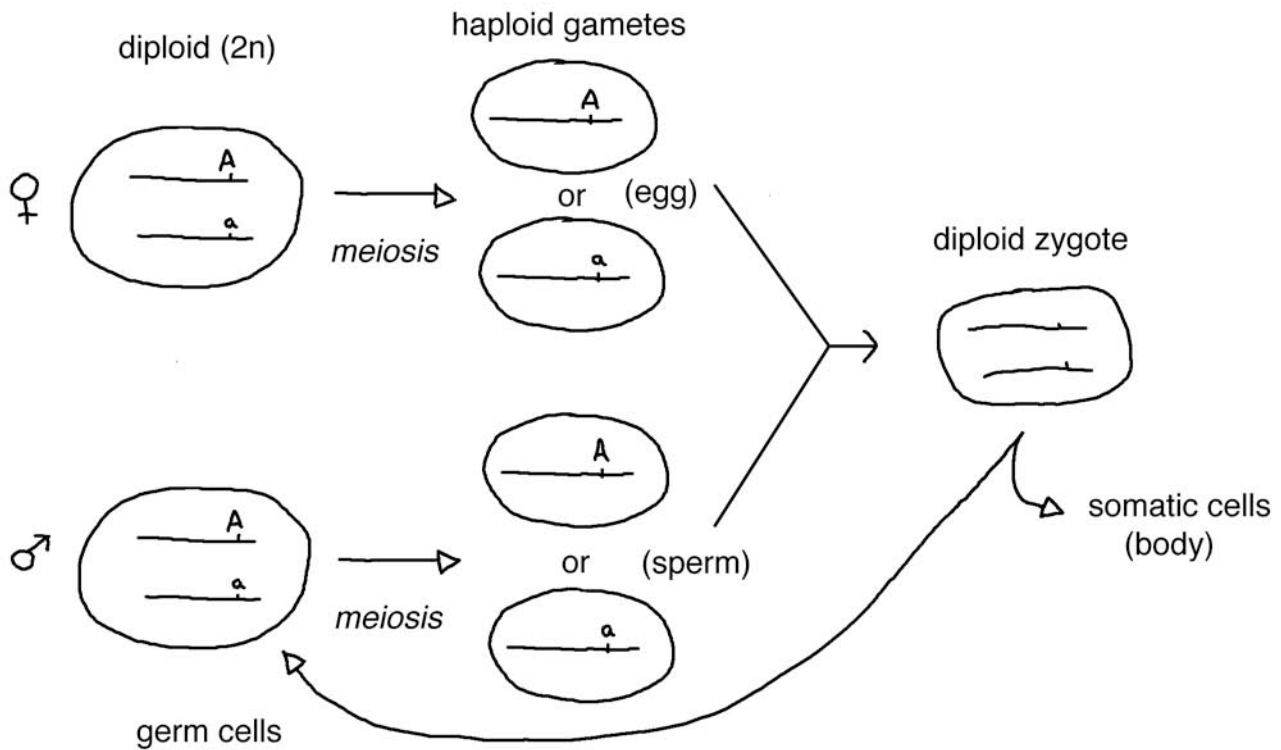 diploid (2n)
haploid gametes
A
a
meiosis
A
or (egg)
a
diploid zygote
A
a
meiosis
A
or (sperm)
a
somatic cells
(body)
germ cells